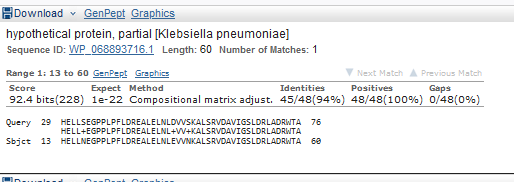 Download GenPept Graphics
hypothetical protein, partial [Klebsiella pneumoniae]
Sequence ID: WP_068893716.1 Length: 60 Number of Matches: 1
Range 1: 13 to 60 GenPept Graphics Next Match Previous Match
Score Expect Method Identities Positives Gaps
92.4 bits(228) 1e-22 Compositional matrix adjust. 45/48(94%) 48/48(100%) 0/48(0%)
Query 29 HELLSEGPPLPFLDREALELNLDVVSKALSRVDAVIGSLDRLADRWTA 76
HELL+EGPPLPFLDREALELNL+VV+KALSRVDAVIGSLDRLADRWTA
Sbjct 13 HELLNEGPPLPFLDREALELNLEVVNKALSRVDAVIGSLDRLADRWTA 60
Download GenPept Graphics